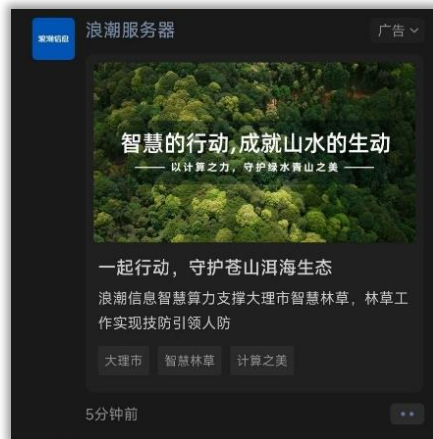 浪潮信息
浪潮服务器
广告
智慧的行动,成就山水的生动
以计算之力，守护绿水青山之美
一起行动，守护苍山洱海生态
浪潮信息智慧算力支撑大理市智慧林草，林草工
作实现技防引领人防
大理市 智慧林草 计算之美
5分钟前